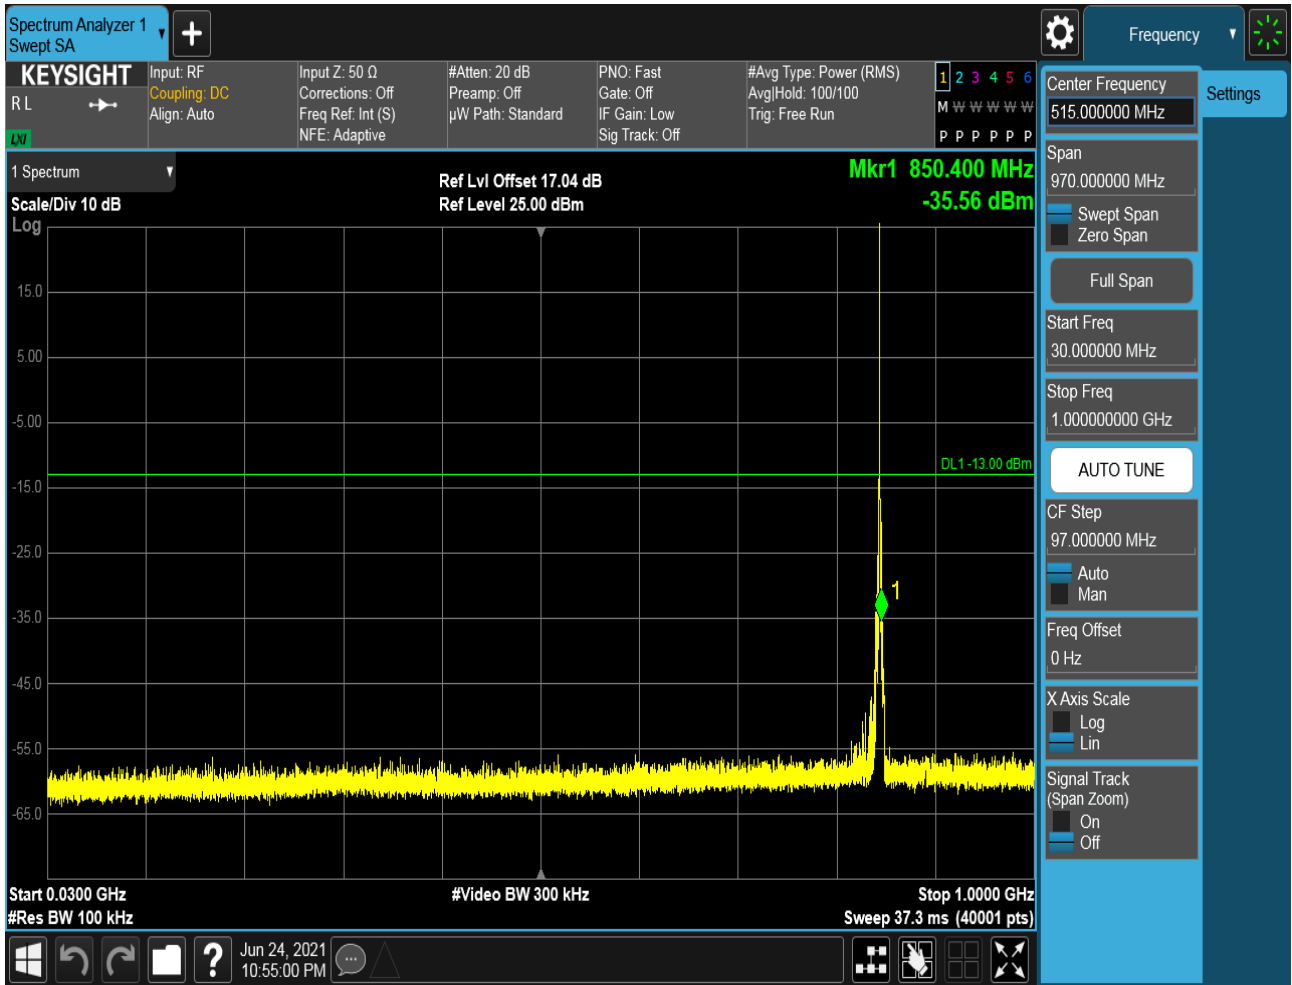 Spectrum Analyzer 1
Swept SA
Frequency
KEYSIGHT
R L
LXI
Input: RF
Coupling: DC
Align: Auto
Input Z: 50 Ω
Corrections: Off
Freq Ref: Int (S)
NFE: Adaptive
#Atten: 20 dB
Preamp: Off
µW Path: Standard
PNO: Fast
Gate: Off
IF Gain: Low
Sig Track: Off
#Avg Type: Power (RMS)
Avg|Hold: 100/100
Trig: Free Run
1 2 3 4 5 6
M W W W W W
P P P P P P
1 Spectrum
Scale/Div 10 dB
Log
Ref Lvl Offset 17.04 dB
Ref Level 25.00 dBm
Mkr1 850.400 MHz
-35.56 dBm
15.0
5.00
-5.00
DL1 -13.00 dBm
-15.0
-25.0
1
-35.0
-45.0
-55.0
-65.0
Start 0.0300 GHz
#Video BW 300 kHz
Stop 1.0000 GHz
#Res BW 100 kHz
Sweep 37.3 ms (40001 pts)
Center Frequency
515.000000 MHz
Settings
Span
970.000000 MHz
Swept Span
Zero Span
Full Span
Start Freq
30.000000 MHz
Stop Freq
1.000000000 GHz
AUTO TUNE
CF Step
97.000000 MHz
Auto
Man
Freq Offset
0 Hz
X Axis Scale
Log
Lin
Signal Track
(Span Zoom)
On
Off
?
Jun 24, 2021
10:55:00 PM